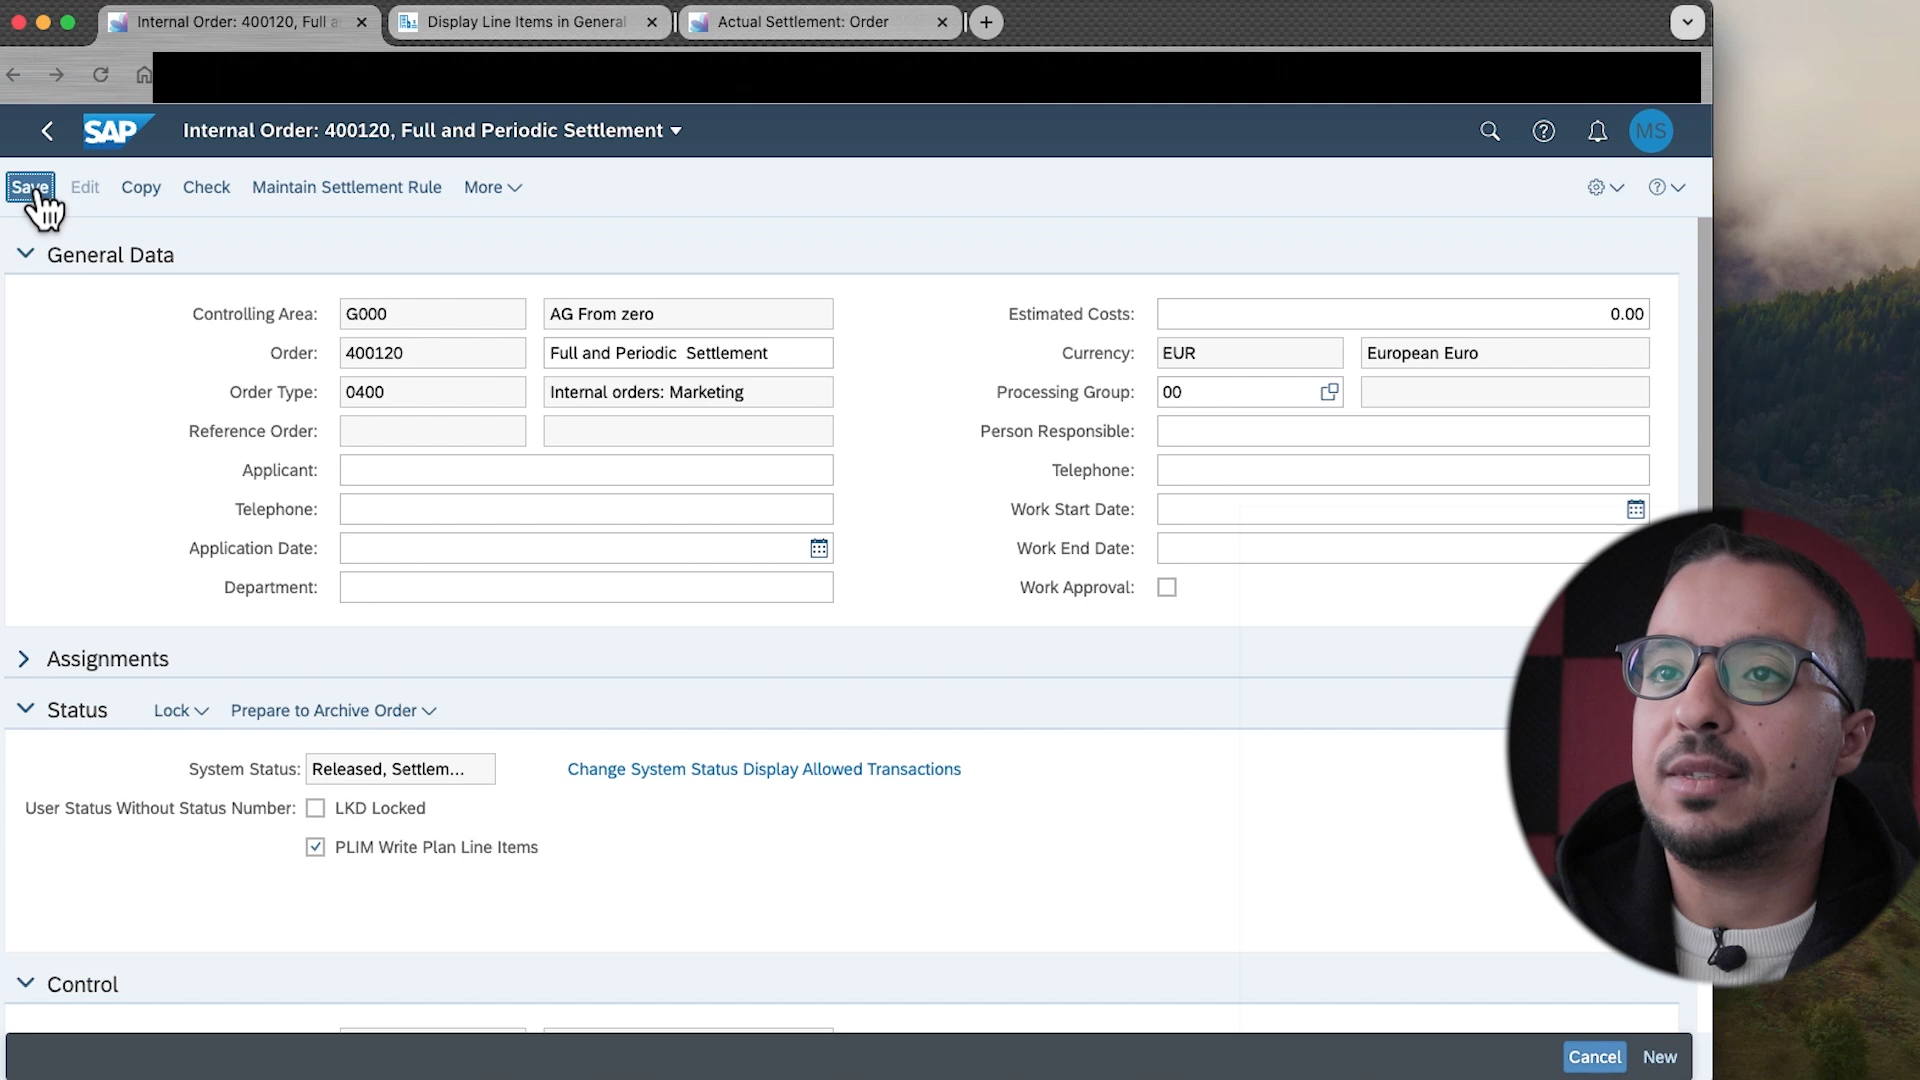 Internal Order: 400120, Full a
Display Line Items in General
Actual Settlement: Order
SAP
Internal Order: 400120, Full and Periodic Settlement
MS
Save
Edit
Copy
Check
Maintain Settlement Rule
More
General Data
Controlling Area:
G000
AG From zero
Order:
400120
Full and Periodic Settlement
Order Type:
0400
Internal orders: Marketing
Reference Order:
Applicant:
Telephone:
Application Date:
Department:
Estimated Costs:
0.00
Currency:
EUR
European Euro
Processing Group:
00
Person Responsible:
Telephone:
Work Start Date:
Work End Date:
Work Approval:
Assignments
Status
Lock
Prepare to Archive Order
System Status:
Released, Settlem...
Change System Status Display Allowed Transactions
User Status Without Status Number:
LKD Locked
PLIM Write Plan Line Items
Control
Cancel
New